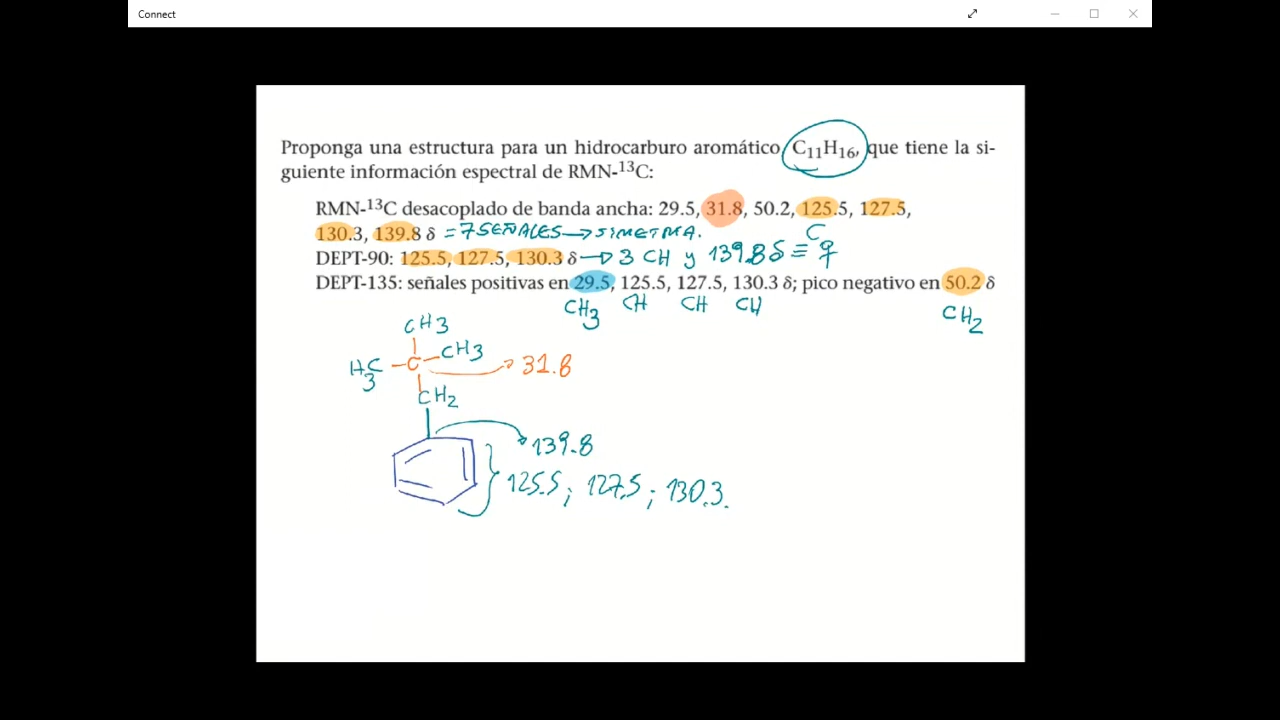 Connect
Proponga una estructura para un hidrocarburo aromático, C₁₁H₁₆, que tiene la si-
guiente información espectral de RMN-¹³C:
RMN-¹³C desacoplado de banda ancha: 29.5, 31.8, 50.2, 125.5, 127.5,
130.3, 139.8 δ = 7 SEÑALES → SIMETRIA.
DEPT-90: 125.5, 127.5, 130.3 δ → 3 CH y 139.8 δ = Cq
DEPT-135: señales positivas en 29.5, 125.5, 127.5, 130.3 δ; pico negativo en 50.2 δ
CH₃ CH CH CH CH₂
CH₃
H₃C -C- CH₃ → 31.8
CH₂
139.8
125.5; 127.5; 130.3.